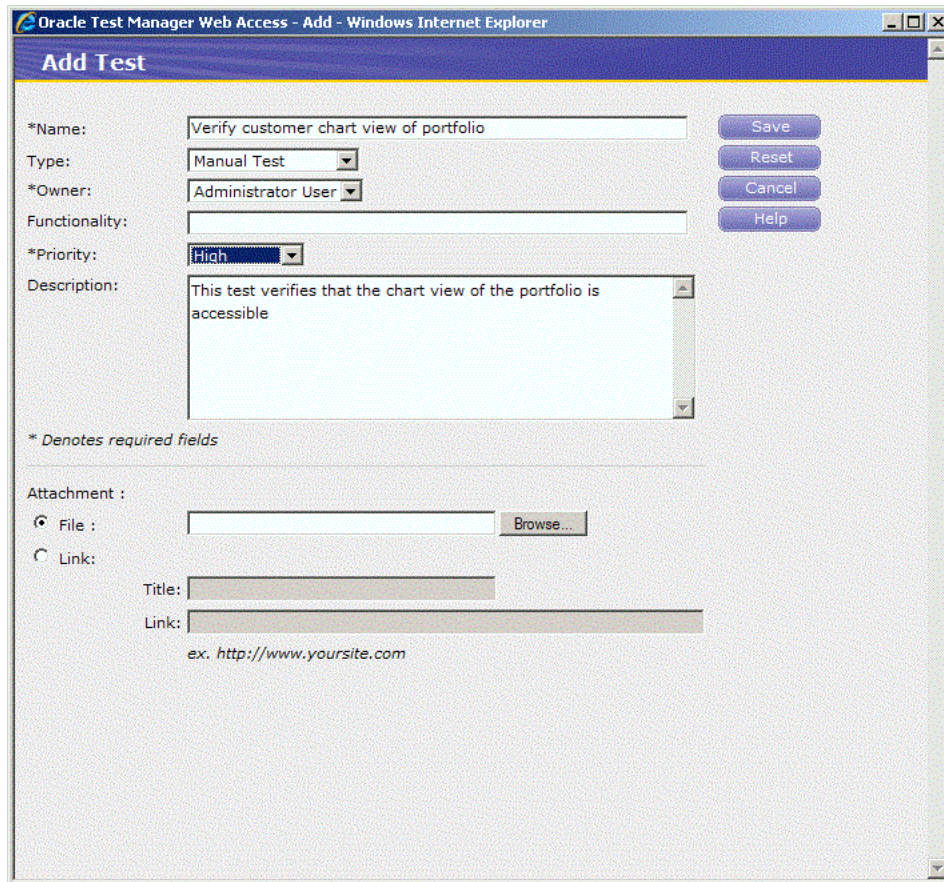 Oracle Test Manager Web Access - Add - Windows Internet Explorer
Add Test
*Name: Verify customer chart view of portfolio Save
Type: Manual Test Reset
*Owner: Administrator User Cancel
Functionality: Help
*Priority: High
Description: This test verifies that the chart view of the portfolio is
accessible
* Denotes required fields
Attachment :
File : Browse...
Link:
Title:
Link:
ex. http://www.yoursite.com